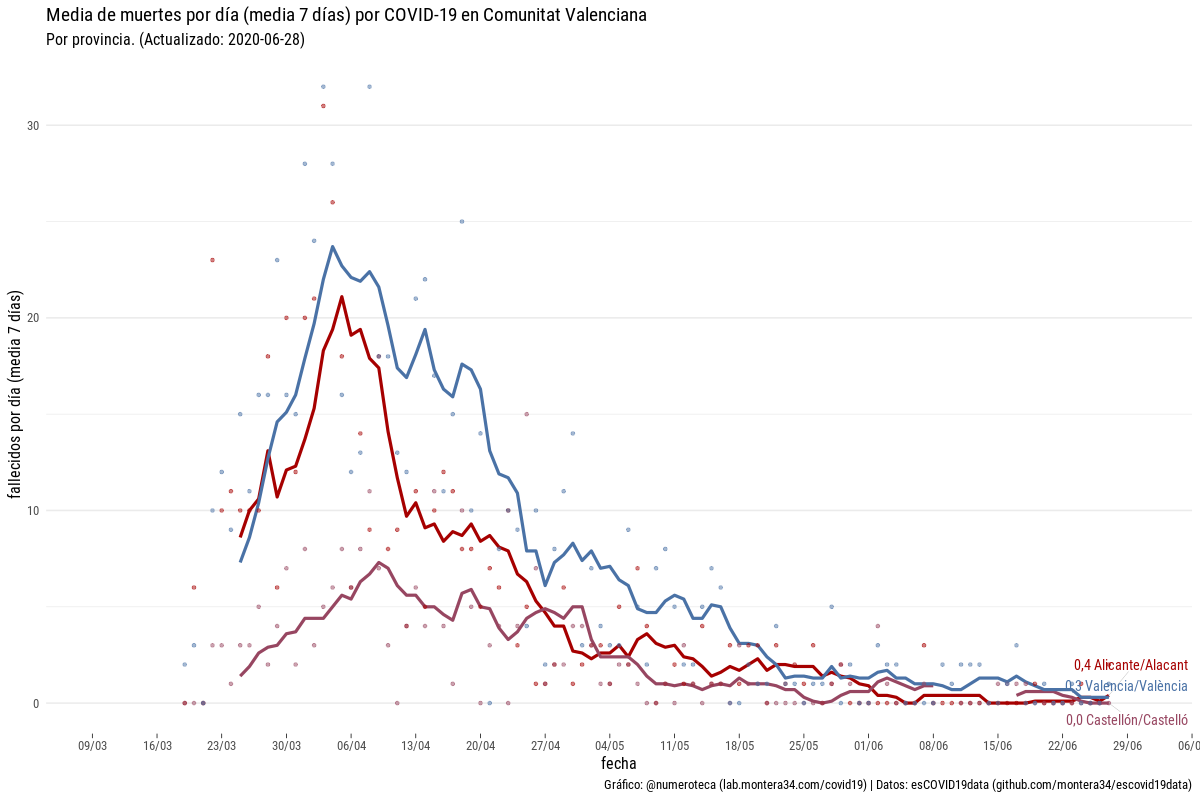 Media de muertes por día (media 7 días) por COVID-19 en Comunitat Valenciana
Por provincia. (Actualizado: 2020-06-28)
fallecidos por día (media 7 días)
30
20
10
0
0,4 Alicante/Alacant
0,3 Valencia/València
0,0 Castellón/Castelló
09/03 16/03 23/03 30/03 06/04 13/04 20/04 27/04 04/05 11/05 18/05 25/05 01/06 08/06 15/06 22/06 29/06 06/0
fecha
Gráfico: @numeroteca (lab.montera34.com/covid19) | Datos: esCOVID19data (github.com/montera34/escovid19data)